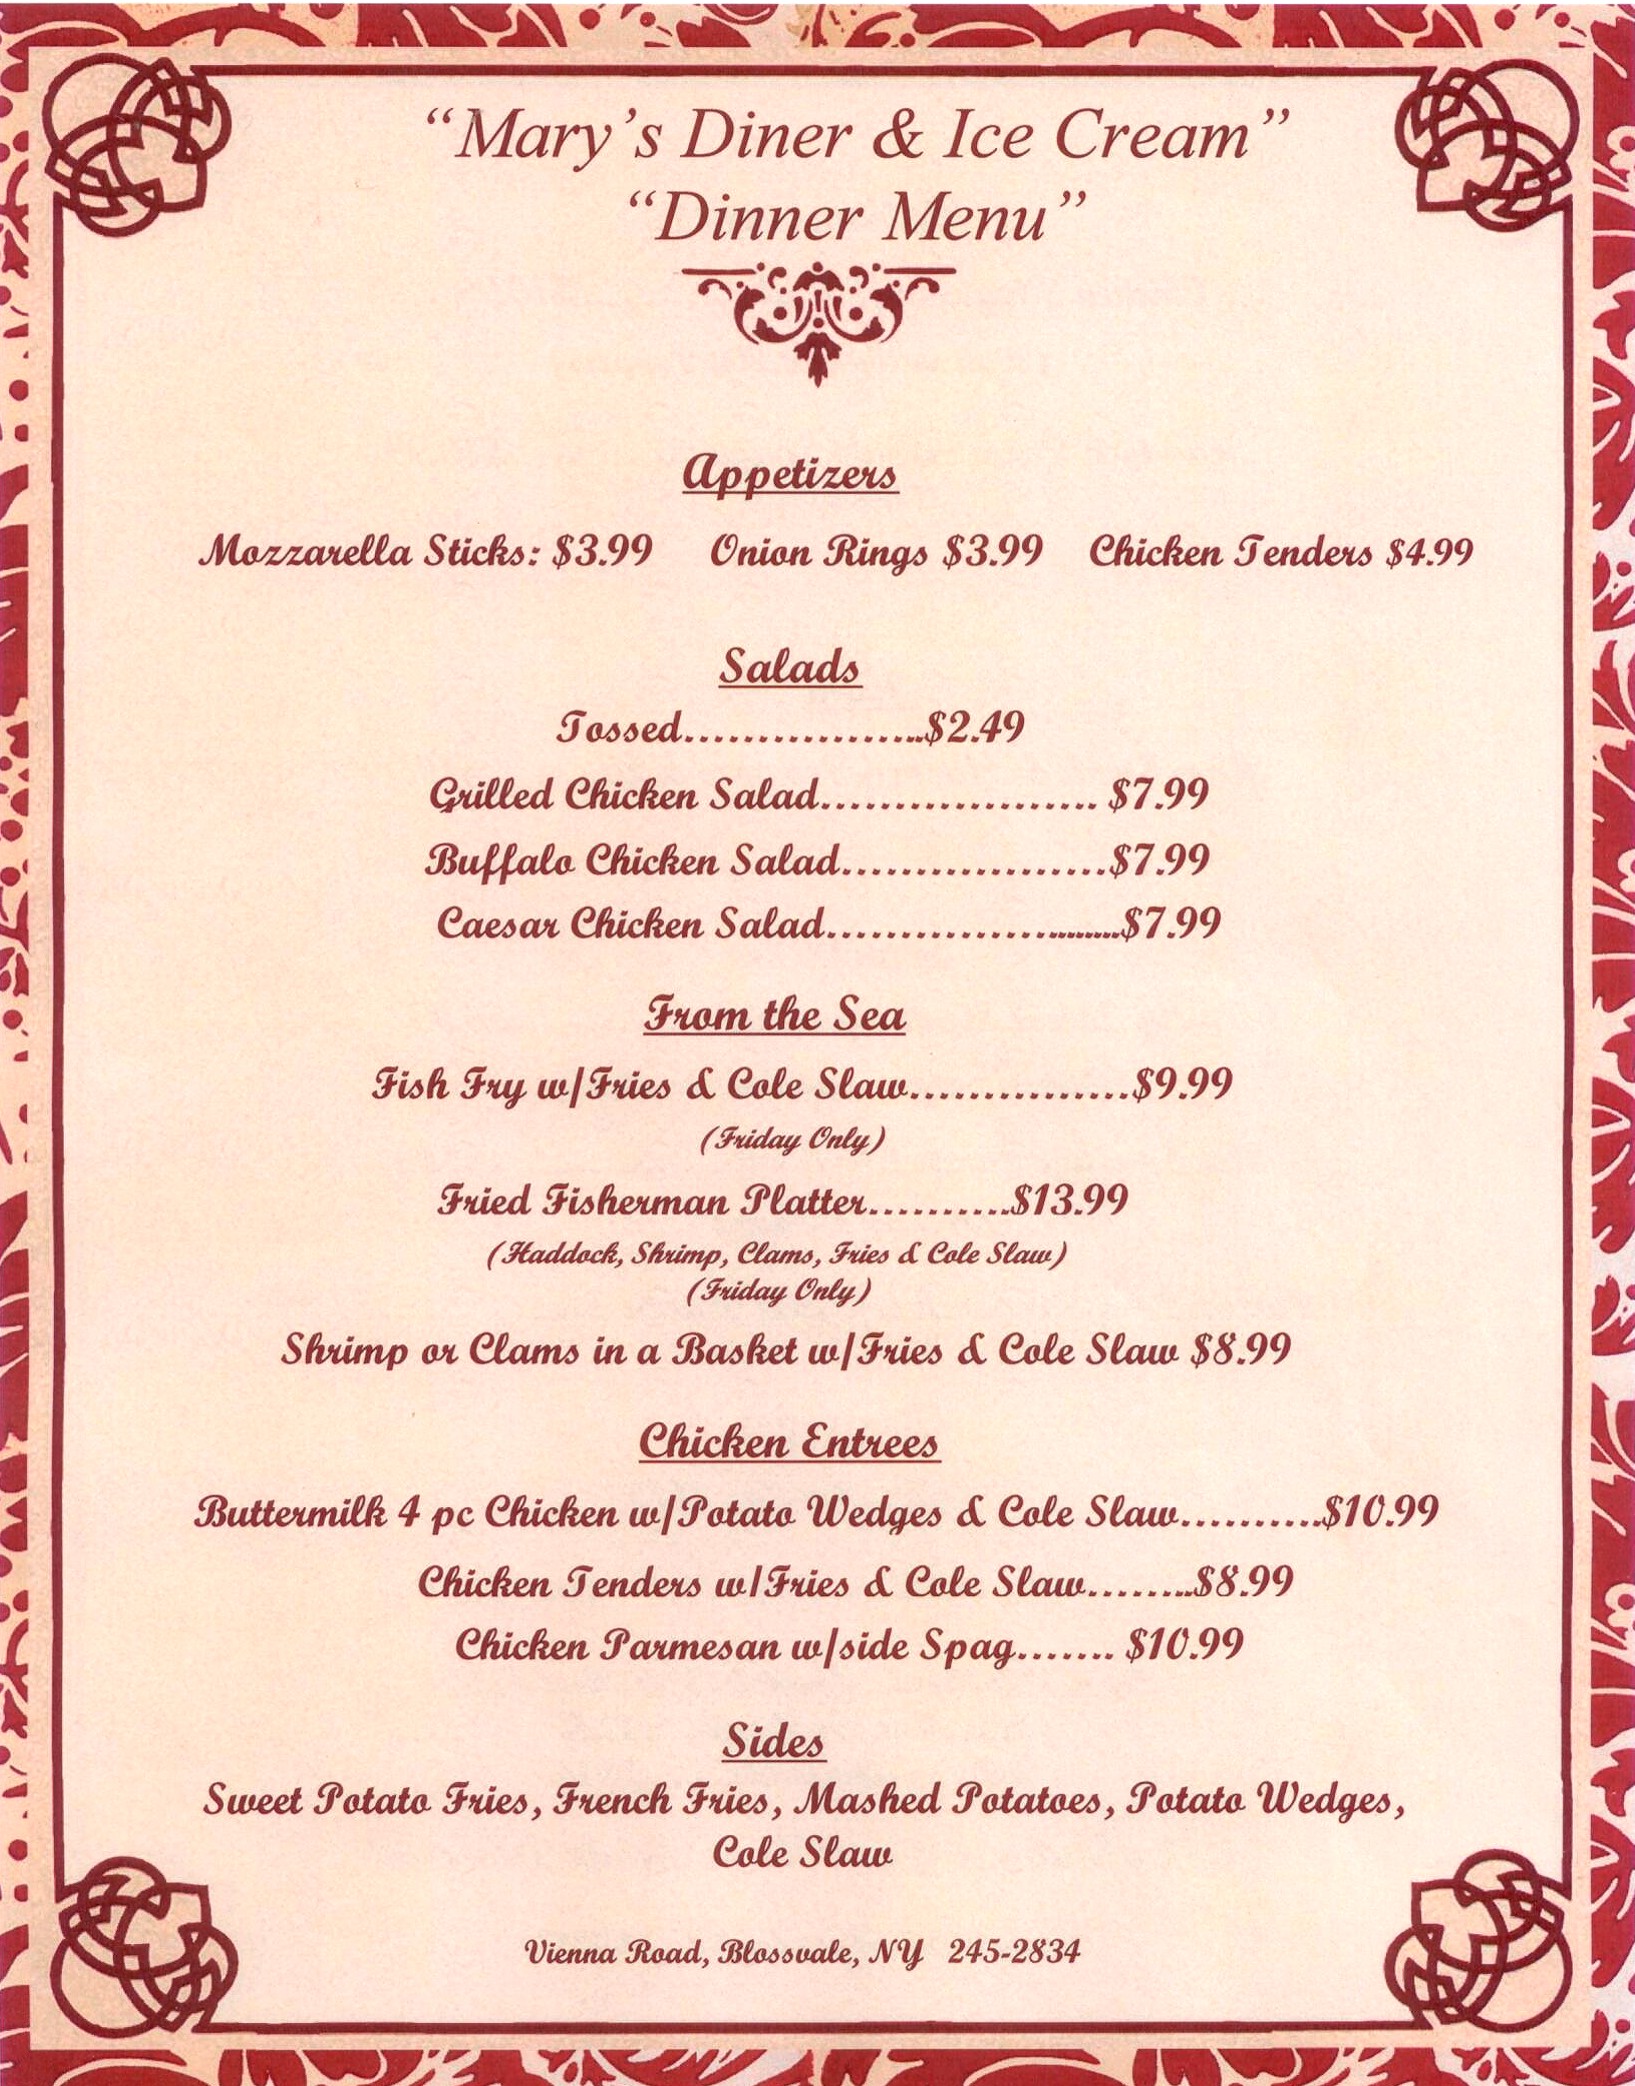 “Mary’s Diner & Ice Cream”
“Dinner Menu”
Appetizers
Mozzarella Sticks: $3.99 Onion Rings $3.99 Chicken Tenders $4.99
Salads
Tossed………………...$2.49
Grilled Chicken Salad………………… $7.99
Buffalo Chicken Salad………………..$7.99
Caesar Chicken Salad……………..........$7.99
From the Sea
Fish Fry w/Fries & Cole Slaw……………$9.99
(Friday Only)
Fried Fisherman Platter……….$13.99
(Haddock, Shrimp, Clams, Fries & Cole Slaw)
(Friday Only)
Shrimp or Clams in a Basket w/Fries & Cole Slaw $8.99
Chicken Entrees
Buttermilk 4 pc Chicken w/Potato Wedges & Cole Slaw……….$10.99
Chicken Tenders w/Fries & Cole Slaw……...$8.99
Chicken Parmesan w/side Spag……. $10.99
Sides
Sweet Potato Fries, French Fries, Mashed Potatoes, Potato Wedges,
Cole Slaw
Vienna Road, Blossvale, NY 245-2834